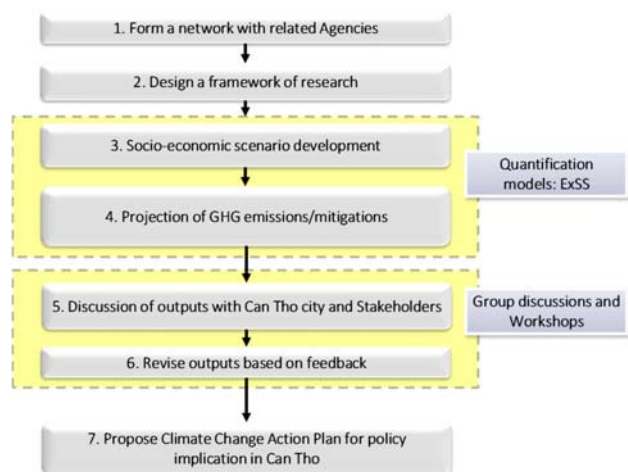 1. Form a network with related Agencies
2. Design a framework of research
3. Socio-economic scenario development
Quantification
models: ExSS
4. Projection of GHG emissions/mitigations
5. Discussion of outputs with Can Tho city and Stakeholders
Group discussions and
Workshops
6. Revise outputs based on feedback
7. Propose Climate Change Action Plan for policy
implication in Can Tho